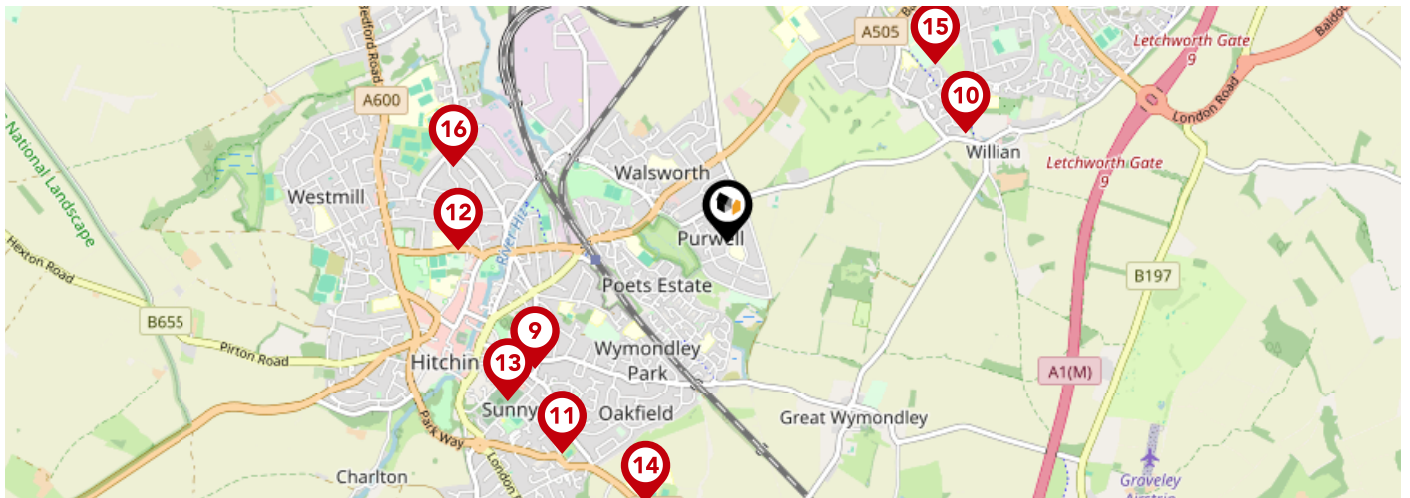 Bedford Road
A505
15
Letchworth Gate
9
A600
10
London Road
16
Willian
Letchworth Gate
9
Walsworth
National Landscape
Westmill
12
River Hiz
Purwell
Hexton Road
B197
Poets Estate
B655
9
Pirton Road
Hitchin
13
Wymondley
Park
A1(M)
Sunny
11
Oakfield
Great Wymondley
Park Way
14
London
Charlton
Graveley
Airstrip